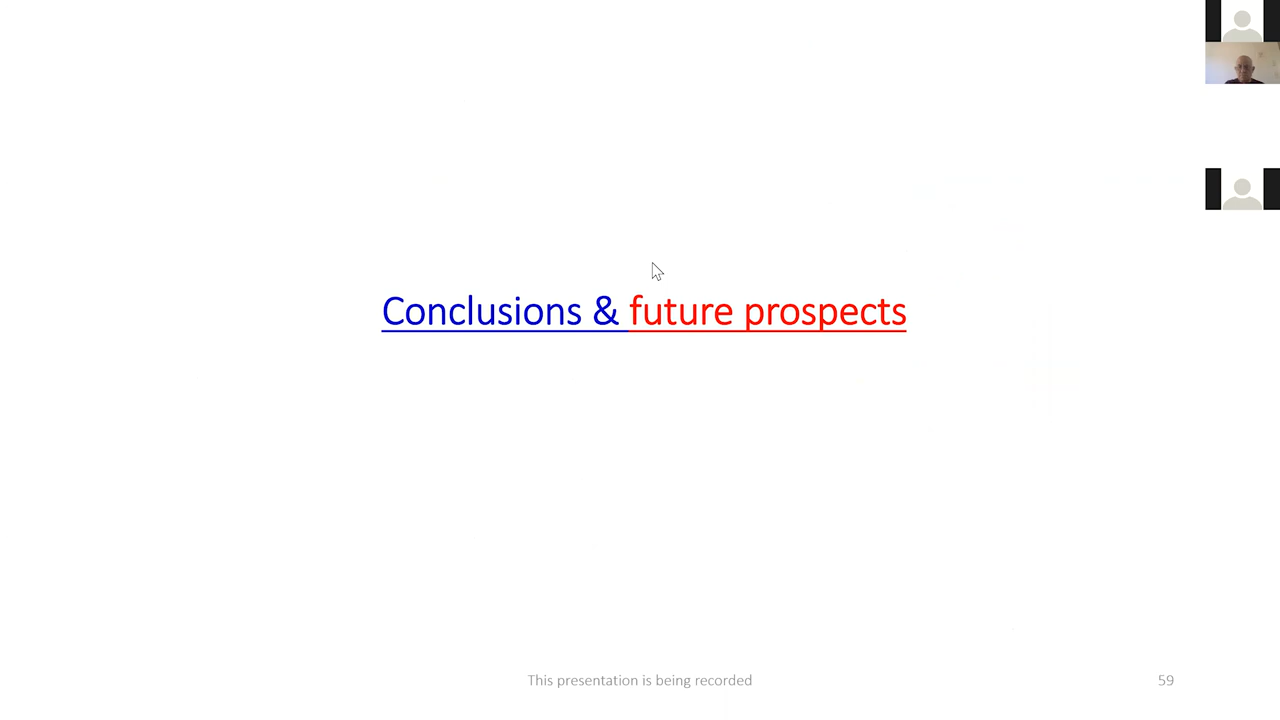 Conclusions & future prospects
This presentation is being recorded
59